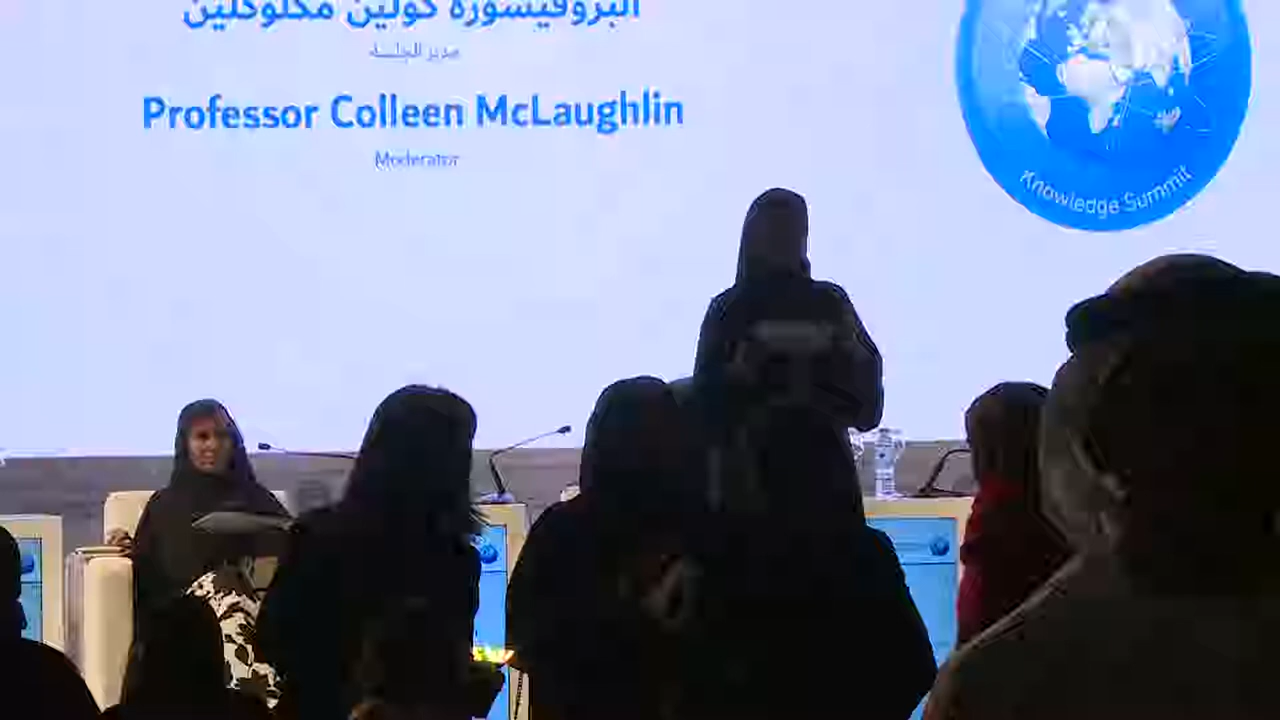 البروفيسورة كولين مكلوكلين
مدير الجلسة
Professor Colleen McLaughlin
Moderator
Knowledge Summit